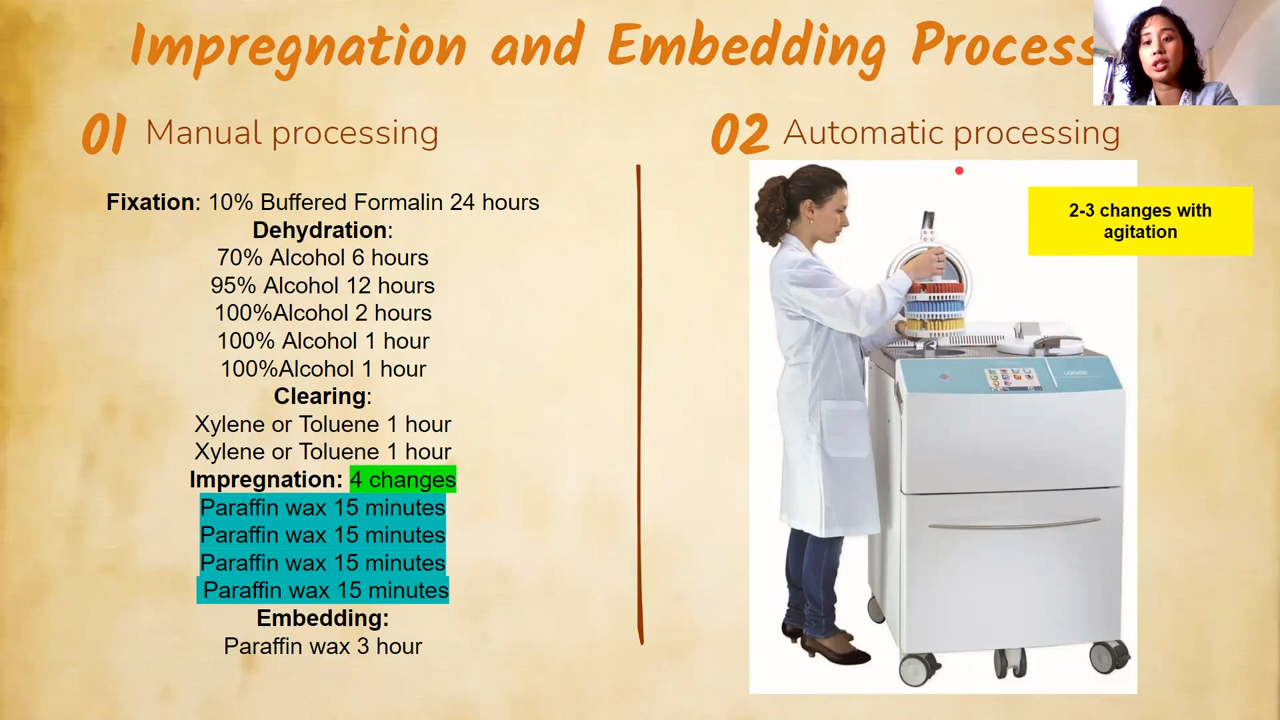 Impregnation and Embedding Process
01 Manual processing
Fixation: 10% Buffered Formalin 24 hours
Dehydration:
70% Alcohol 6 hours
95% Alcohol 12 hours
100%Alcohol 2 hours
100% Alcohol 1 hour
100%Alcohol 1 hour
Clearing:
Xylene or Toluene 1 hour
Xylene or Toluene 1 hour
Impregnation: 4 changes
Paraffin wax 15 minutes
Paraffin wax 15 minutes
Paraffin wax 15 minutes
Paraffin wax 15 minutes
Embedding:
Paraffin wax 3 hour
02 Automatic processing
2-3 changes with
agitation
LOGOS